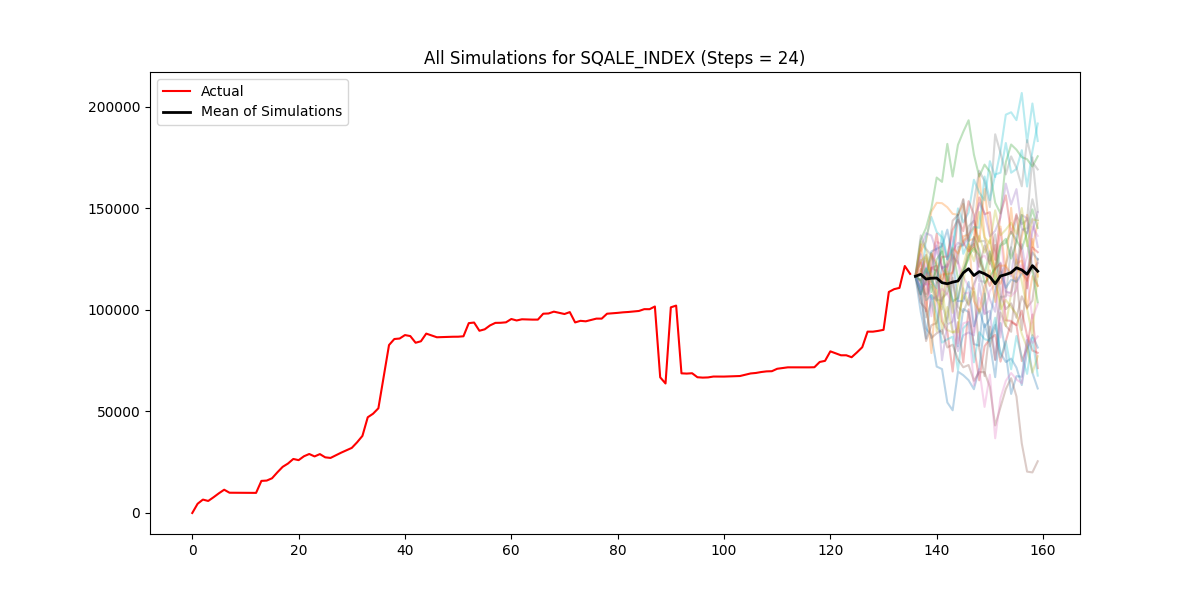 All Simulations for SQALE_INDEX (Steps = 24)
Actual
Mean of Simulations
200000
150000
100000
50000
0
0 20 40 60 80 100 120 140 160